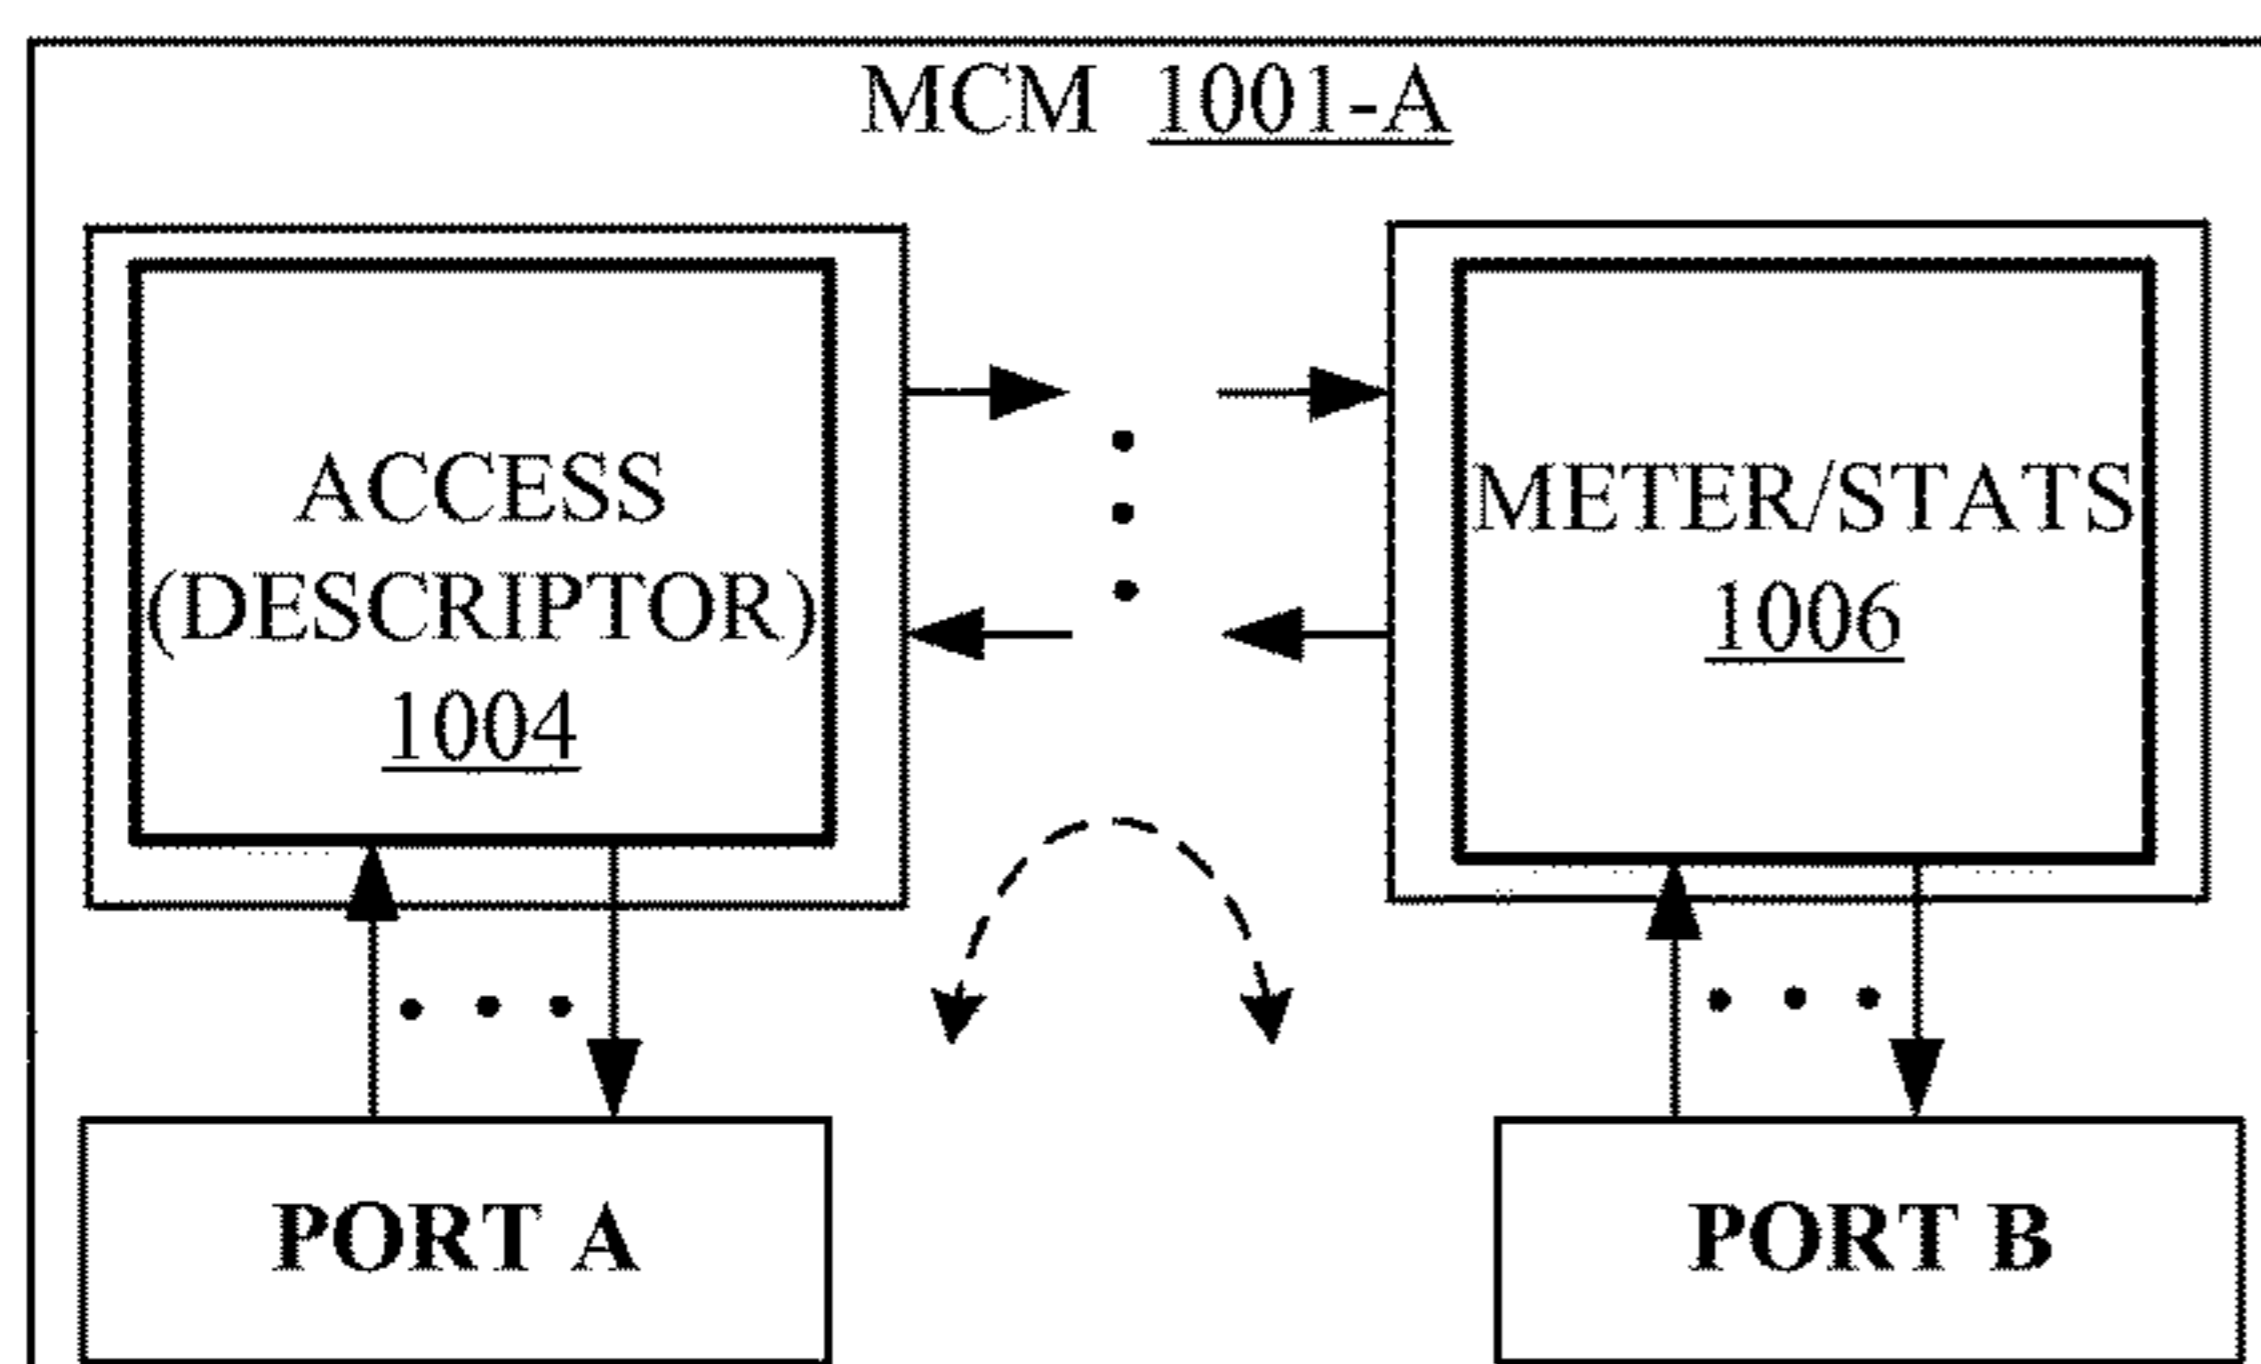 MCM 1001-A
ACCESS
(DESCRIPTOR)
1004
METER/STATS
1006
PORT A
PORT B